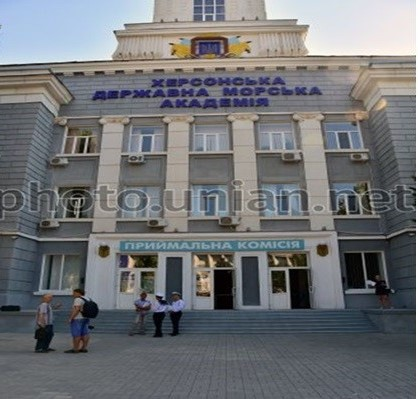 ХЕРСОНСЬКА
ДЕРЖАВНА МОРСЬКА
АКАДЕМІЯ
photo.unian.net
ПРИЙМАЛЬНА КОМІСІЯ